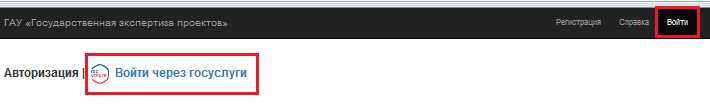 ГАУ «Государственная экспертиза проектов» Регистрация Справка Войти
Авторизация | Войти через госуслуги